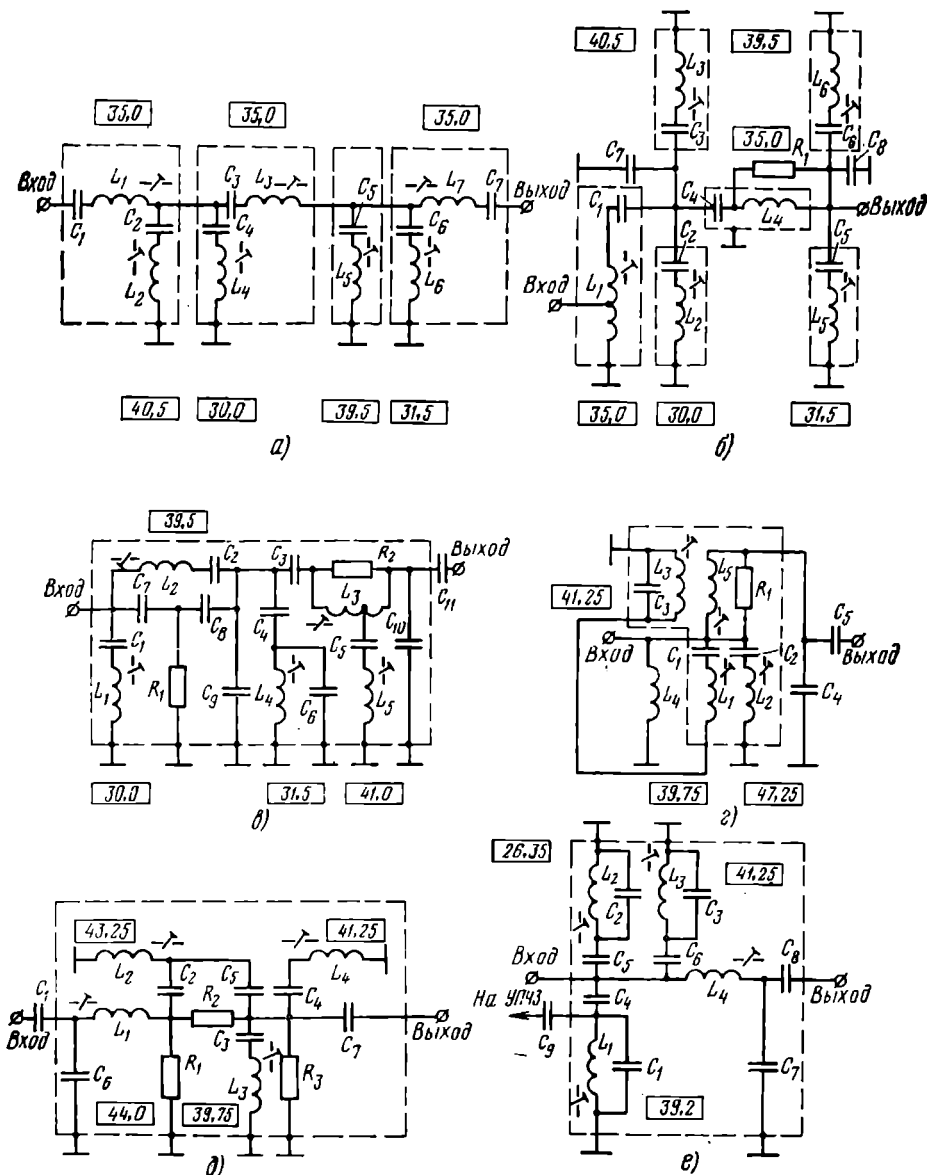 35,0 35,0 35,0
Вход C1 L1 C2 L2 C3 L3 C4 L4 C5 L5 C6 L6 L7 C7 Выход
40,5 30,0 39,5 31,5
а)
40,5 39,5
L3 C3 L6 C6 C8
C7 35,0 R1
C1 C4 L4 Выход
Вход L1 C2 L2 C5 L5
35,0 30,0 31,5
б)
39,5
L2 C2 C3 R2 Выход
Вход C7 C8 L3 C10 C11
C1 C4 C5
L1 R1 C9 L4 C6 L5
30,0 31,5 41,0
в)
L3 L5 R1
41,25 C3 C5
Вход C1 C2 Выход
L4 L1 L2 C4
39,75 47,25
г)
43,25 41,25
L2 L4
C1 C2 C5 C4
Вход L1 R2 C3 C7 Выход
C6 R1 L3 R3
44,0 39,75
д)
26,35 L2 L3 41,25
C2 C3
Вход C5 C6 C8
C4 L4 Выход
На УПЧЗ
C9 L1 C1 C7
39,2
е)